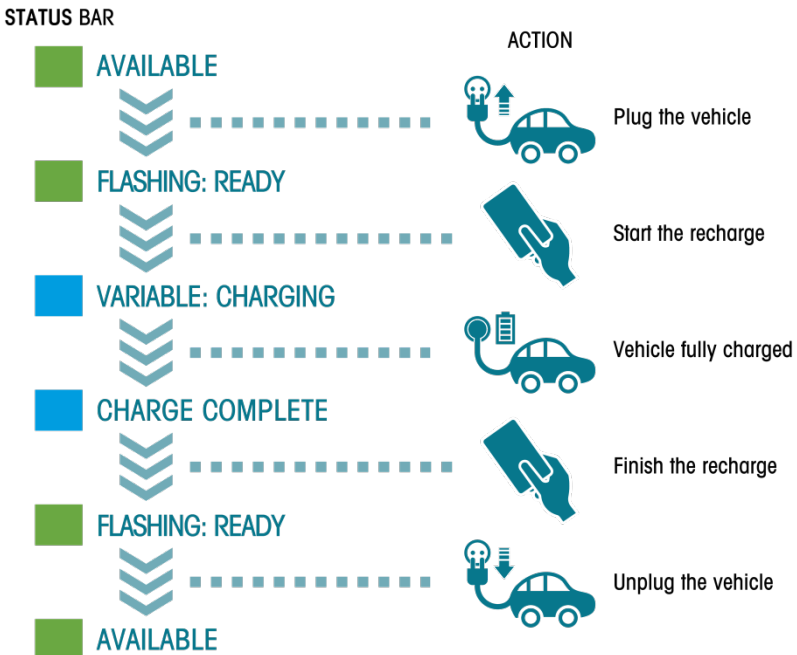 STATUS BAR
ACTION
AVAILABLE
Plug the vehicle
FLASHING: READY
Start the recharge
VARIABLE: CHARGING
Vehicle fully charged
CHARGE COMPLETE
Finish the recharge
FLASHING: READY
Unplug the vehicle
AVAILABLE